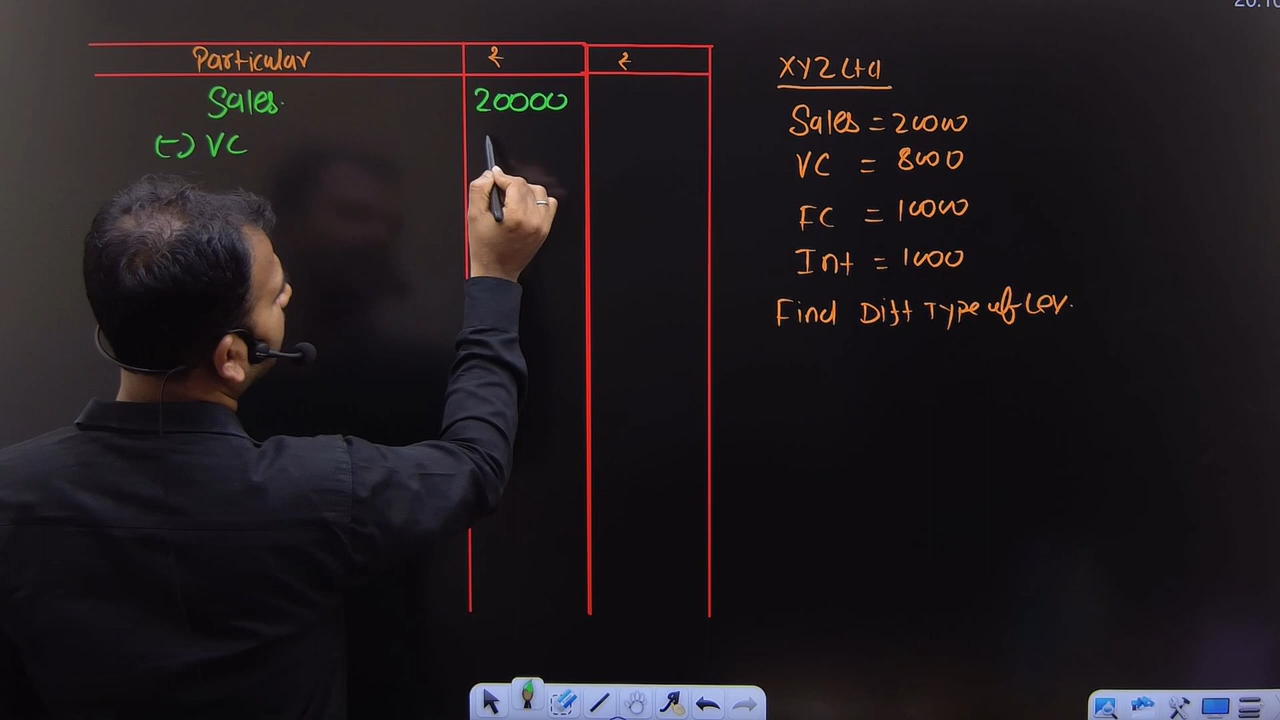 Particular ₹ ₹
Sales. 20000
(-) VC
XYZ Ltd
Sales = 20000
VC = 8000
FC = 10000
Int = 1000
Find Diff Type of Lev.